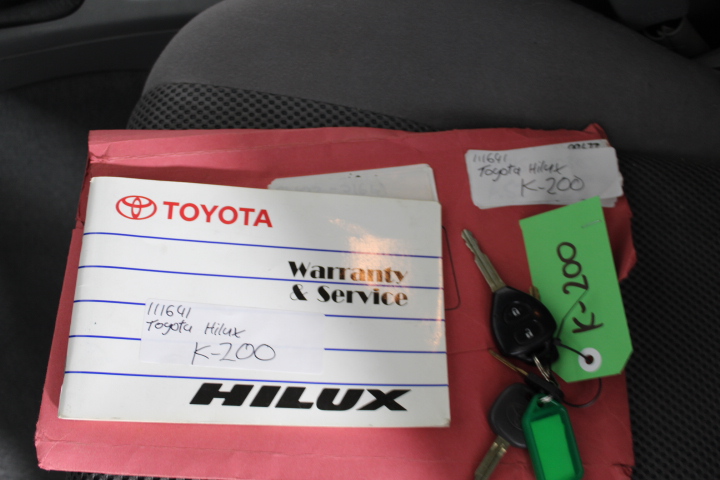 TOYOTA
Warranty
& Service
111641
Toyota Hilux
K-200
HILUX
111641
Toyota Hilux
K-200
K-200